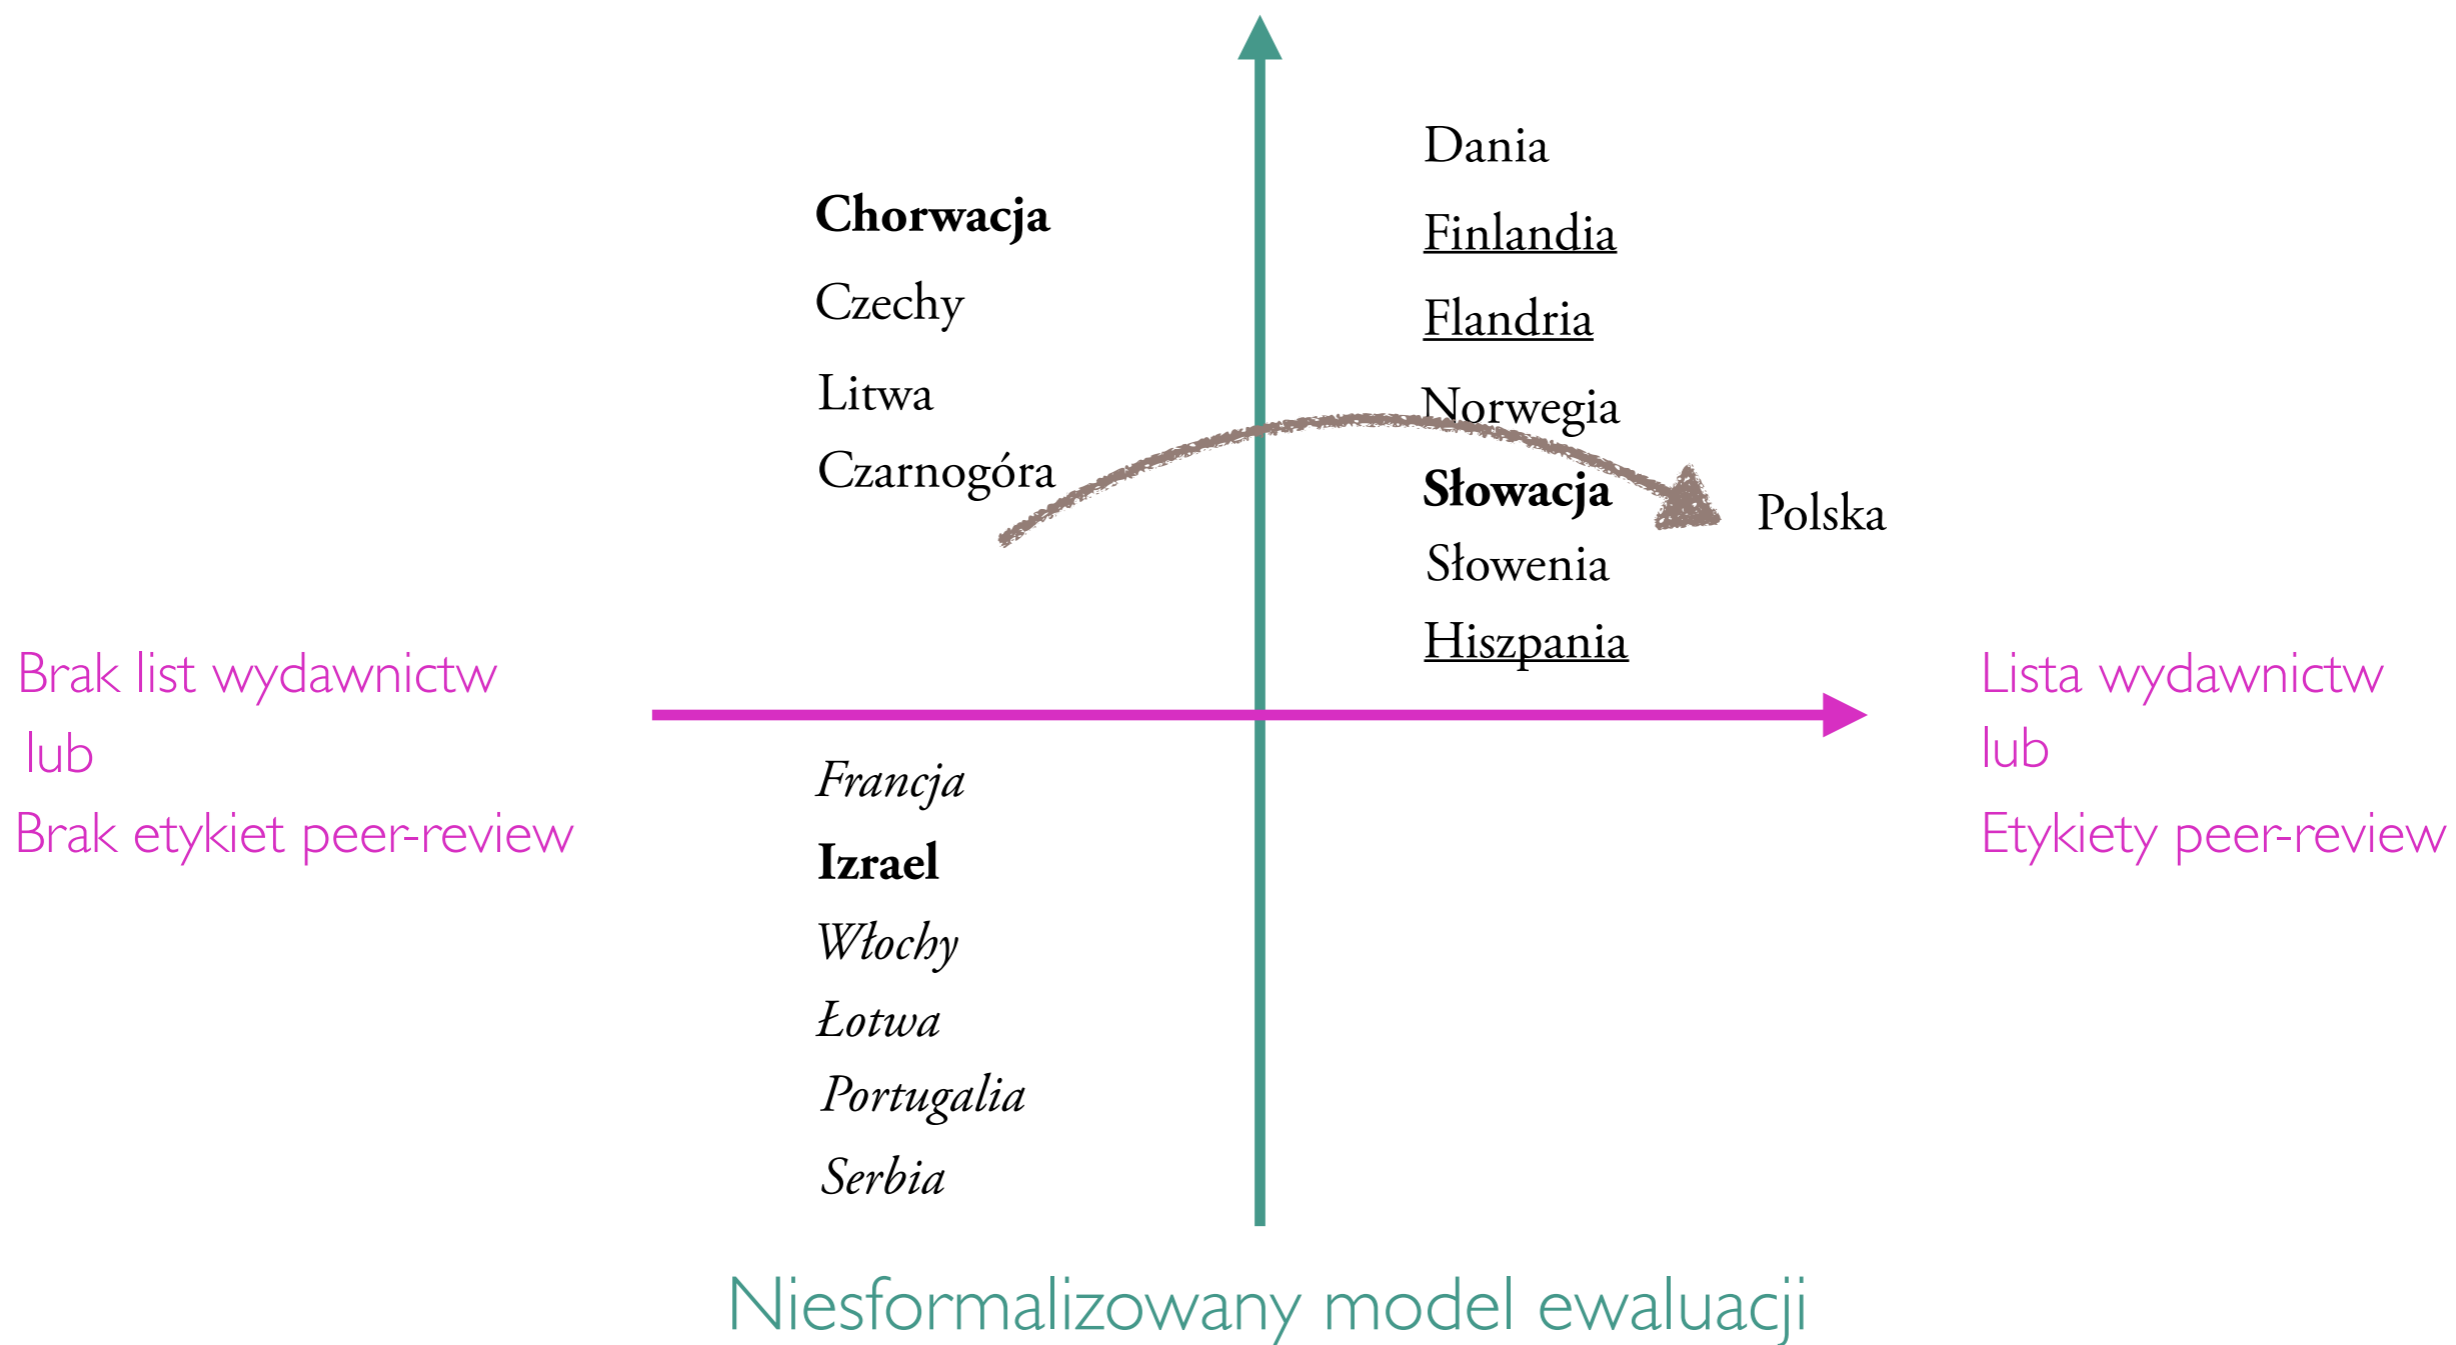 Chorwacja
Czechy
Litwa
Czarnogóra
Dania
Finlandia
Flandria
Norwegia
Słowacja
Słowenia
Hiszpania
Polska
Brak list wydawnictw
lub
Brak etykiet peer-review
Lista wydawnictw
lub
Etykiety peer-review
Francja
Izrael
Włochy
Łotwa
Portugalia
Serbia
Niesformalizowany model ewaluacji